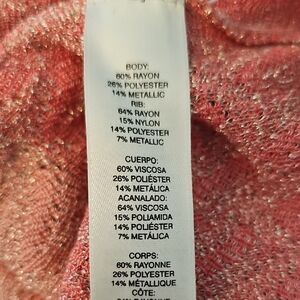 BODY:
60% RAYON
26% POLYESTER
14% METALLIC
RIB:
64% RAYON
15% NYLON
14% POLYESTER
7% METALLIC
CUERPO:
60% VISCOSA
26% POLIÉSTER
14% METÁLICA
ACANALADO:
64% VISCOSA
15% POLIAMIDA
14% POLIÉSTER
7% METÁLICA
CORPS:
60% RAYONNE
26% POLYESTER
14% MÉTALLIQUE
CÔTE: